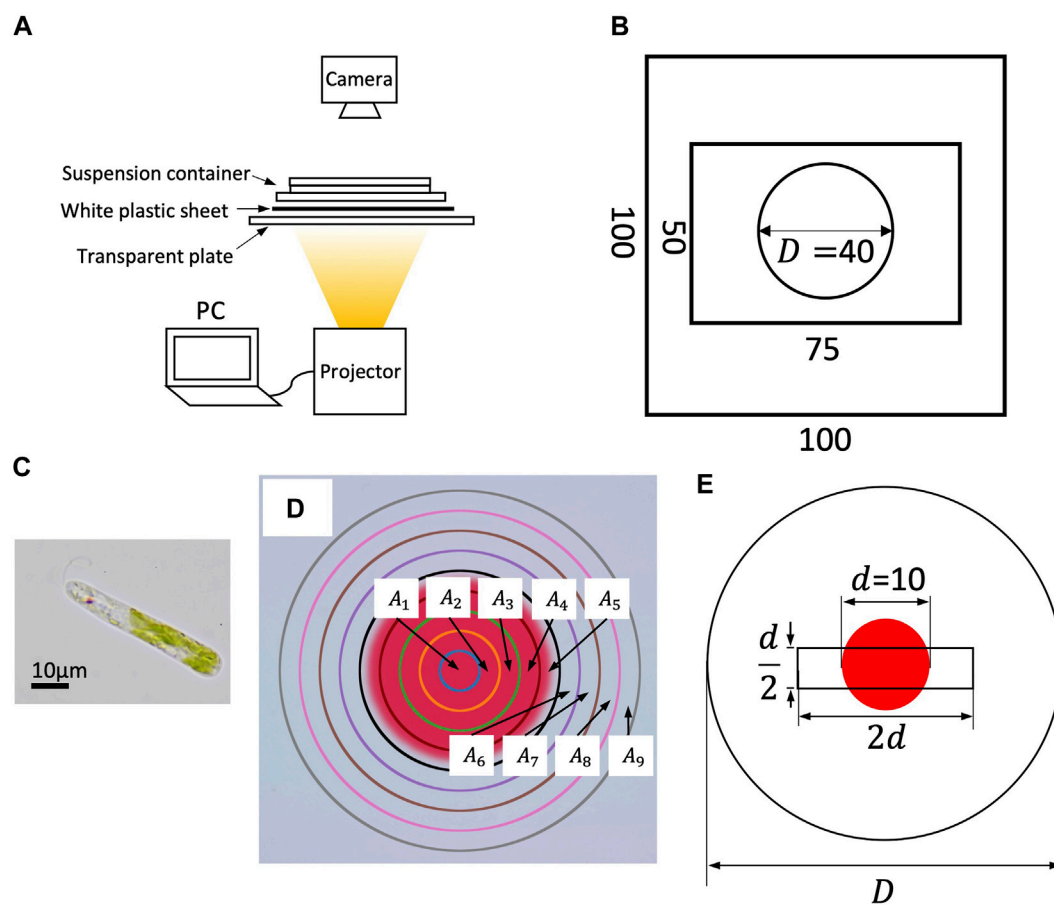 A
Camera
Suspension container
White plastic sheet
Transparent plate
PC
Projector
B
100
50
D =40
75
100
C
10μm
D
A₁ A₂ A₃ A₄ A₅
A₆ A₇ A₈ A₉
E
d=10
d/2
2d
D